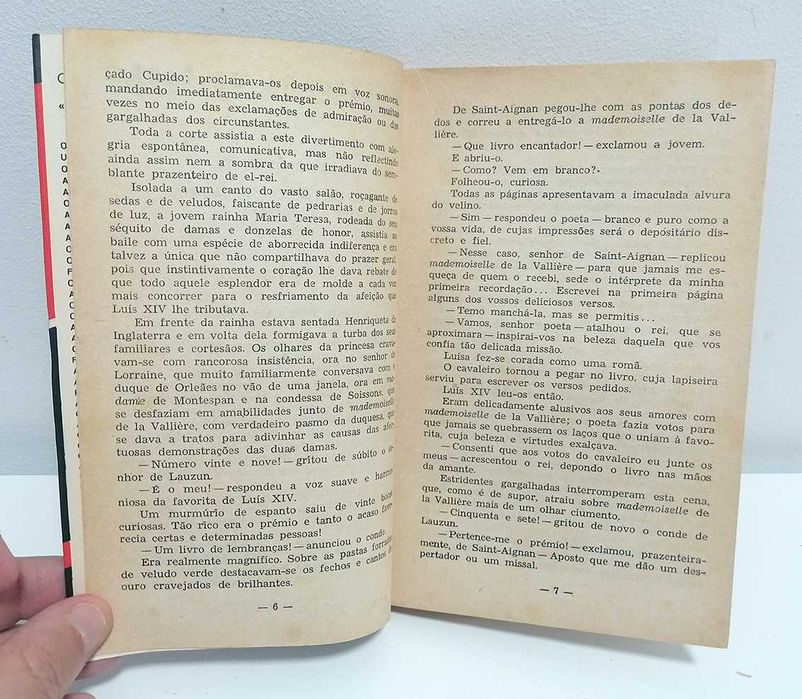 çado Cupido; proclamava-os depois em voz sonora,
mandando imediatamente entregar o prémio, muitas
vezes no meio das exclamações de admiração ou das
gargalhadas dos circunstantes.
Toda a corte assistia a este divertimento com ale-
gria espontânea, comunicativa, mas não reflectindo
ainda assim nem a sombra da que irradiava do sem-
blante prazenteiro de el-rei.
Isolada a um canto do vasto salão, roçagante de
sedas e de veludos, faiscante de pedrarias e de jorros
de luz, a jovem rainha Maria Teresa, rodeada do seu
séquito de damas e donzelas de honor, assistia ao
baile com uma espécie de aborrecida indiferença e era
talvez a única que não compartilhava do prazer geral,
pois que instintivamente o coração lhe dava rebate de
que todo aquele esplendor era de molde a cada vez
mais concorrer para o resfriamento da afeição que
Luís XIV lhe tributava.
Em frente da rainha estava sentada Henriqueta de
Inglaterra e em volta dela formigava a turba dos seus
familiares e cortesãos. Os olhares da princesa crava-
vam-se com rancorosa insistência, ora no senhor de
Lorraine, que muito familiarmente conversava com o
duque de Orleães no vão de uma janela, ora em ma-
dame de Montespan e na condessa de Soissons, que
se desfaziam em amabilidades junto de mademoiselle
de la Vallière, com verdadeiro pasmo da duquesa, que
se dava a tratos para adivinhar as causas das afec-
tuosas demonstrações das duas damas.
— Número vinte e nove! — gritou de súbito o se-
nhor de Lauzun.
— É o meu! — respondeu a voz suave e harmo-
niosa da favorita de Luís XIV.
Um murmúrio de espanto saiu de vinte bocas
curiosas. Tão rico era o prémio e tanto o acaso favo-
recia certas e determinadas pessoas!
— Um livro de lembranças! — anunciou o conde.
Era realmente magnífico. Sobre as pastas forradas
de veludo verde destacavam-se os fechos e cantos de
ouro cravejados de brilhantes.
— 6 —
De Saint-Aignan pegou-lhe com as pontas dos de-
dos e correu a entregá-lo a mademoiselle de la Val-
lière.
— Que livro encantador! — exclamou a jovem.
E abriu-o.
— Como? Vem em branco?
Folheou-o, curiosa.
Todas as páginas apresentavam a imaculada alvura
do velino.
— Sim — respondeu o poeta — branco e puro como a
vossa vida, de cujas impressões será o depositário dis-
creto e fiel.
— Nesse caso, senhor de Saint-Aignan — replicou
mademoiselle de la Vallière — para que jamais me es-
queça de quem o recebi, sede o intérprete da minha
primeira recordação... Escrevei na primeira página
alguns dos vossos deliciosos versos.
— Temo manchá-la, mas se permitis...
— Vamos, senhor poeta — atalhou o rei, que se
aproximara — inspirai-vos na beleza daquela que vos
confia tão delicada missão.
Luísa fez-se corada como uma romã.
O cavaleiro tornou a pegar no livro, cuja lapiseira
serviu para escrever os versos pedidos.
Luís XIV leu-os então.
Eram delicadamente alusivos aos seus amores com
mademoiselle de la Vallière; o poeta fazia votos para
que jamais se quebrassem os laços que o uniam à favo-
rita, cuja beleza e virtudes exalçava.
— Consenti que aos votos do cavaleiro eu junte os
meus — acrescentou o rei, depondo o livro nas mãos
da amante.
Estridentes gargalhadas interromperam esta cena,
que, como é de supor, atraiu sobre mademoiselle de
la Vallière mais de um olhar ciumento.
— Cinquenta e sete! — gritou de novo o conde de
Lauzun.
— Pertence-me o prémio! — exclamou, prazenteira-
mente, de Saint-Aignan — Aposto que me dão um des-
pertador ou um missal.
— 7 —